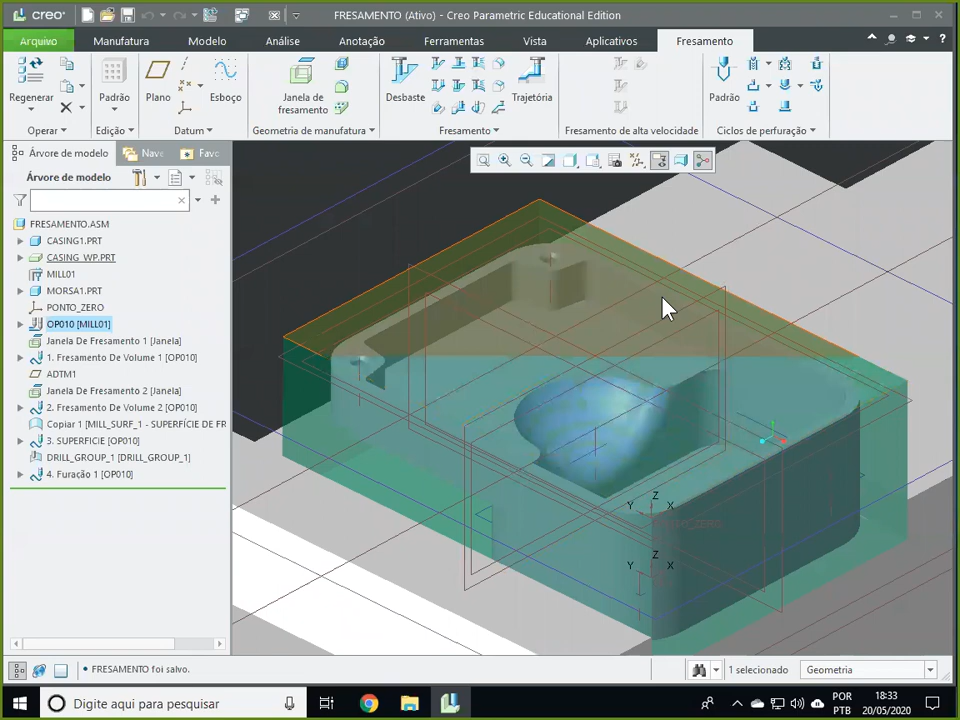 creo
FRESAMENTO (Ativo) - Creo Parametric Educational Edition
Arquivo Manufatura Modelo Análise Anotação Ferramentas Vista Aplicativos Fresamento
Regenerar Padrão Plano Esboço Janela de fresamento Desbaste Trajetória Padrão
Operar Edição Datum Geometria de manufatura Fresamento Fresamento de alta velocidade Ciclos de perfuração
Árvore de modelo Nave Favc
Árvore de modelo
FRESAMENTO.ASM
CASING1.PRT
CASING_WP.PRT
MILL01
MORSA1.PRT
PONTO_ZERO
OP010 [MILL01]
Janela De Fresamento 1 [Janela]
1. Fresamento De Volume 1 [OP010]
ADTM1
Janela De Fresamento 2 [Janela]
2. Fresamento De Volume 2 [OP010]
Copiar 1 [MILL_SURF_1 - SUPERFÍCIE DE FR
3. SUPERFICIE [OP010]
DRILL_GROUP_1 [DRILL_GROUP_1]
4. Furação 1 [OP010]
Z
Y X
Z
Y X
• FRESAMENTO foi salvo.
1 selecionado
Geometria
Digite aqui para pesquisar
POR
PTB
18:33
20/05/2020